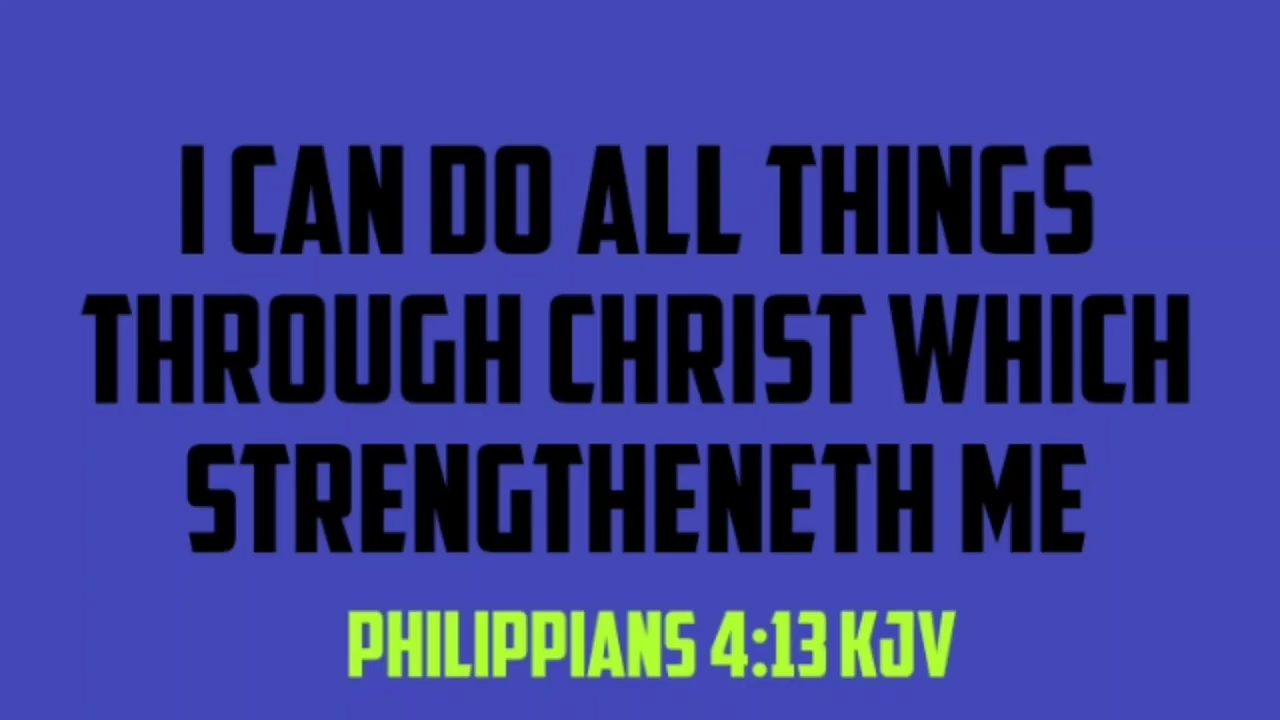 I CAN DO ALL THINGS
THROUGH CHRIST WHICH
STRENGTHENETH ME
PHILIPPIANS 4:13 KJV